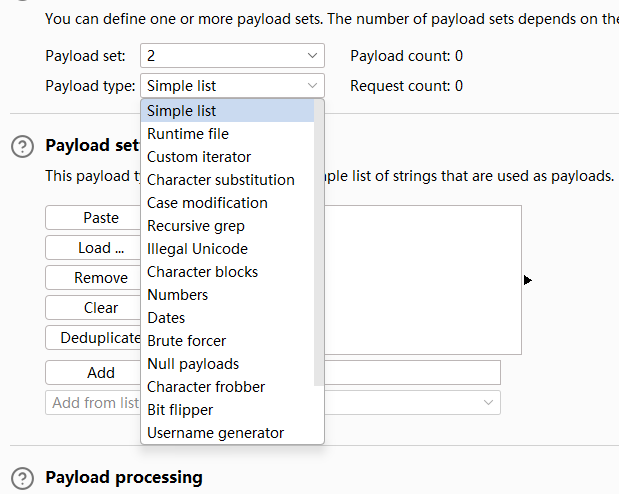 You can define one or more payload sets. The number of payload sets depends on the
Payload set: 2 Payload count: 0
Payload type: Simple list Request count: 0
Simple list
Runtime file
Custom iterator
Character substitution
Case modification
Recursive grep
Illegal Unicode
Character blocks
Numbers
Dates
Brute forcer
Null payloads
Character frobber
Bit flipper
Username generator
? Payload set
This payload ty ple list of strings that are used as payloads.
Paste
Load ...
Remove
Clear
Deduplicate
Add
Add from list
? Payload processing